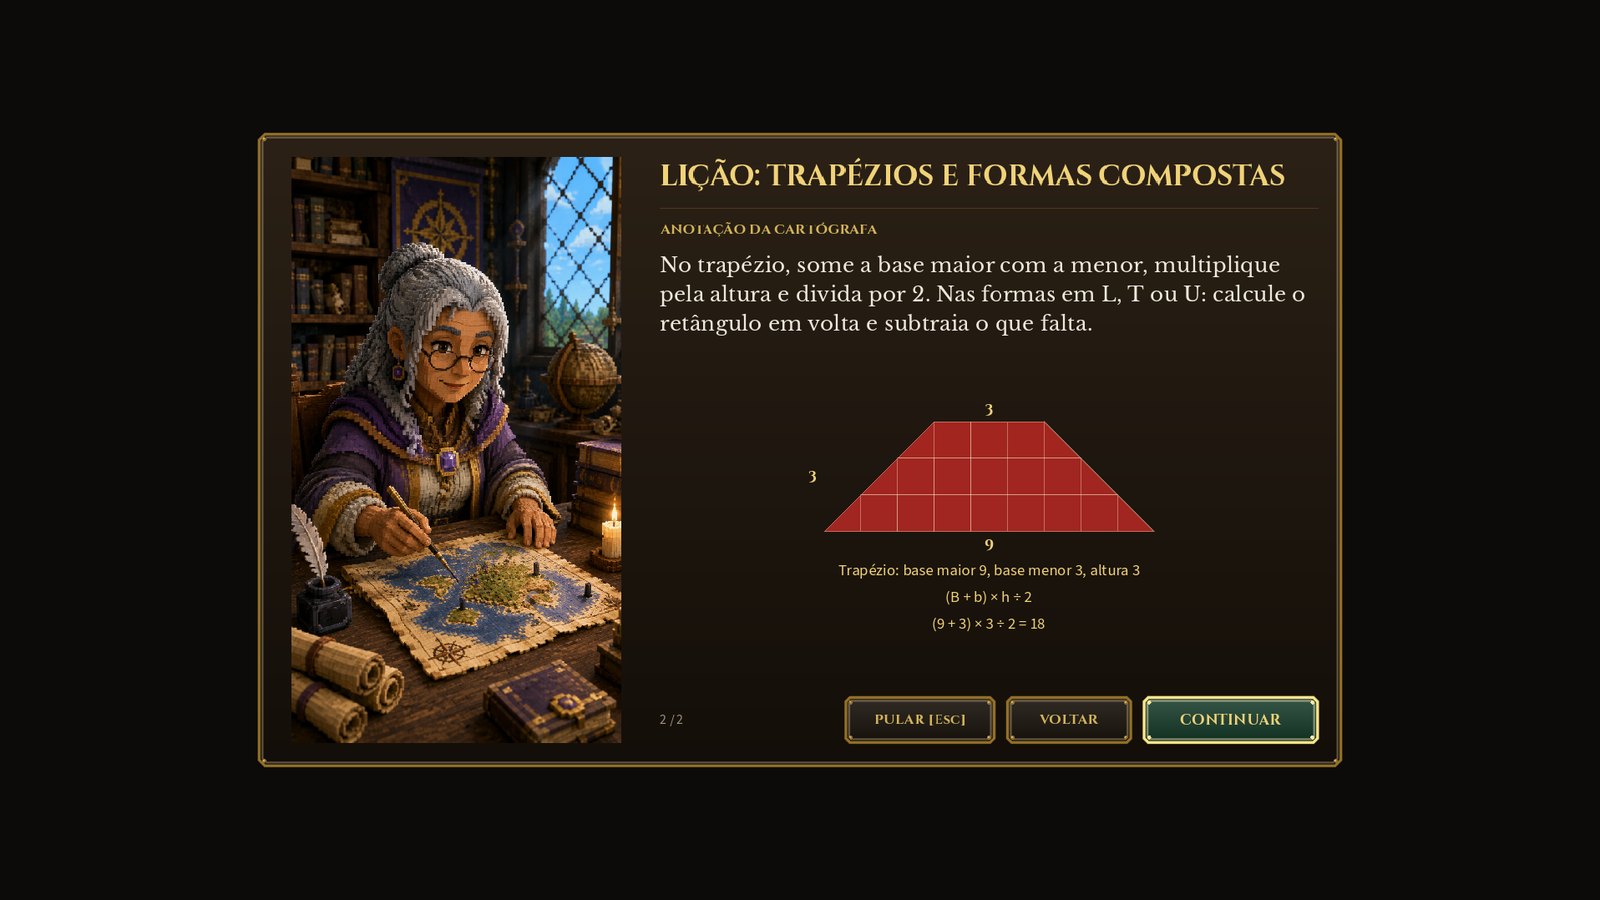 LIÇÃO: TRAPÉZIOS E FORMAS COMPOSTAS
ANOTAÇÃO DA CARTÓGRAFA
No trapézio, some a base maior com a menor, multiplique
pela altura e divida por 2. Nas formas em L, T ou U: calcule o
retângulo em volta e subtraia o que falta.
3
3
9
Trapézio: base maior 9, base menor 3, altura 3
(B + b) × h ÷ 2
(9 + 3) × 3 ÷ 2 = 18
2 / 2
PULAR [ESC]
VOLTAR
CONTINUAR